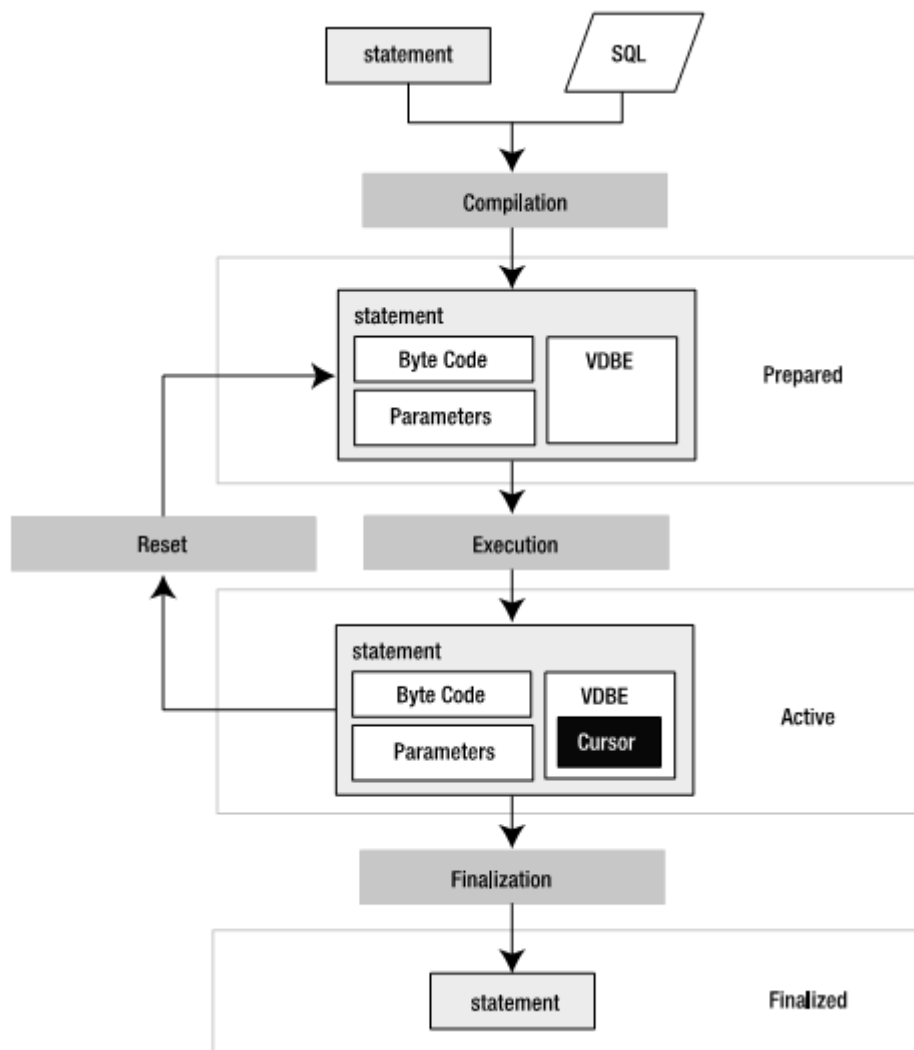 statement
SQL
Compilation
statement
Byte Code
VDBE
Parameters
Prepared
Reset
Execution
statement
Byte Code
VDBE
Parameters
Cursor
Active
Finalization
statement
Finalized